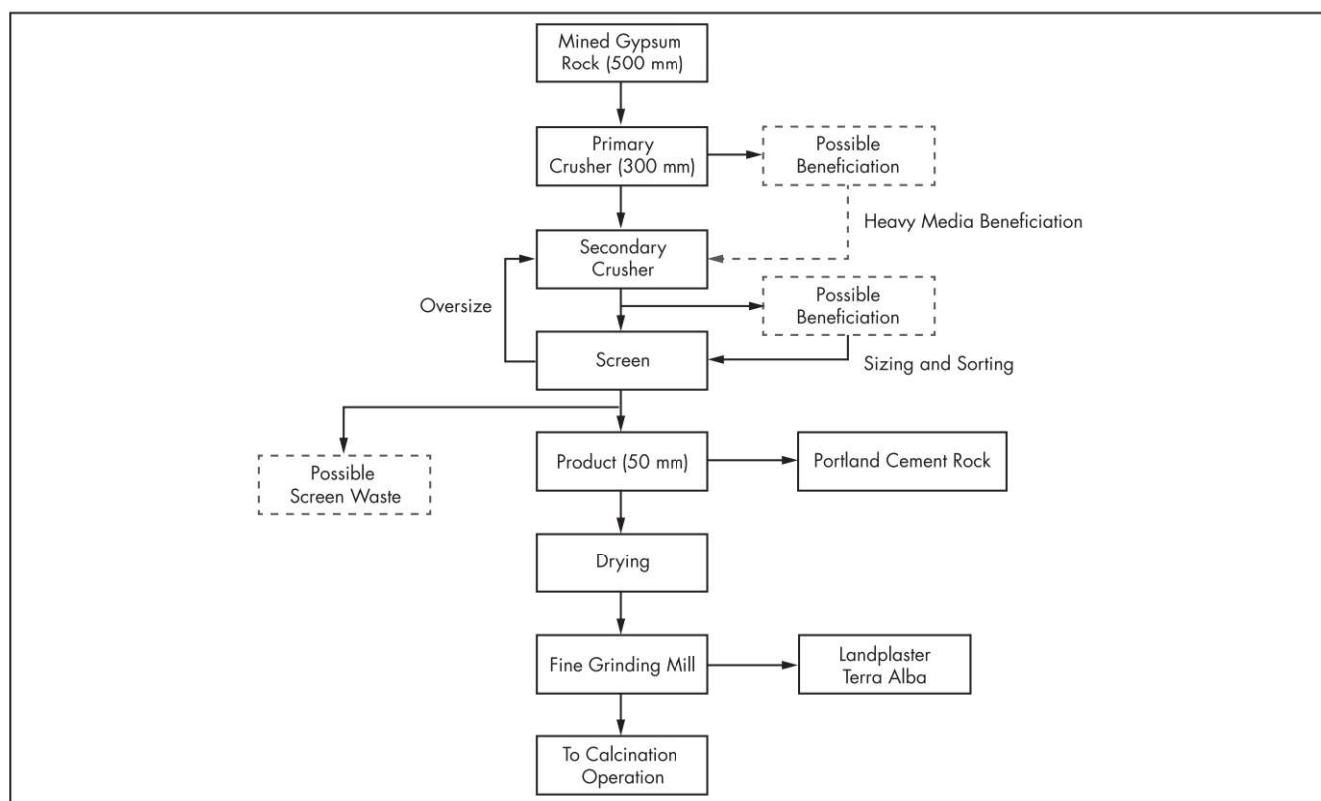 Mined Gypsum
Rock (500 mm)
Primary
Crusher (300 mm)
Possible
Beneficiation
Heavy Media Beneficiation
Secondary
Crusher
Possible
Beneficiation
Oversize
Screen
Sizing and Sorting
Product (50 mm)
Portland Cement Rock
Possible
Screen Waste
Drying
Fine Grinding Mill
Landplaster
Terra Alba
To Calcination
Operation